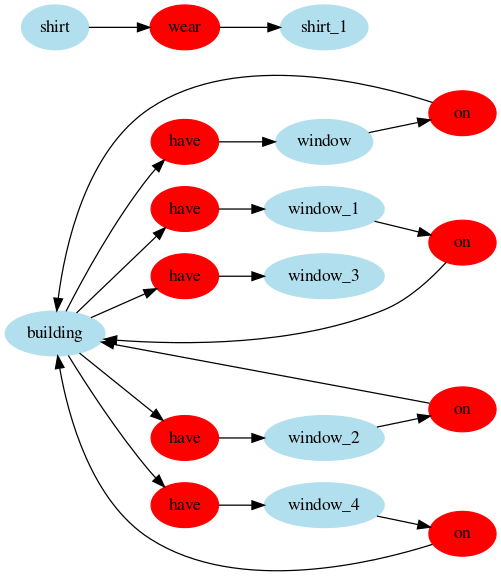 shirt wear shirt_1
on
have window
have window_1
on
have window_3
building
on
have window_2
have window_4
on